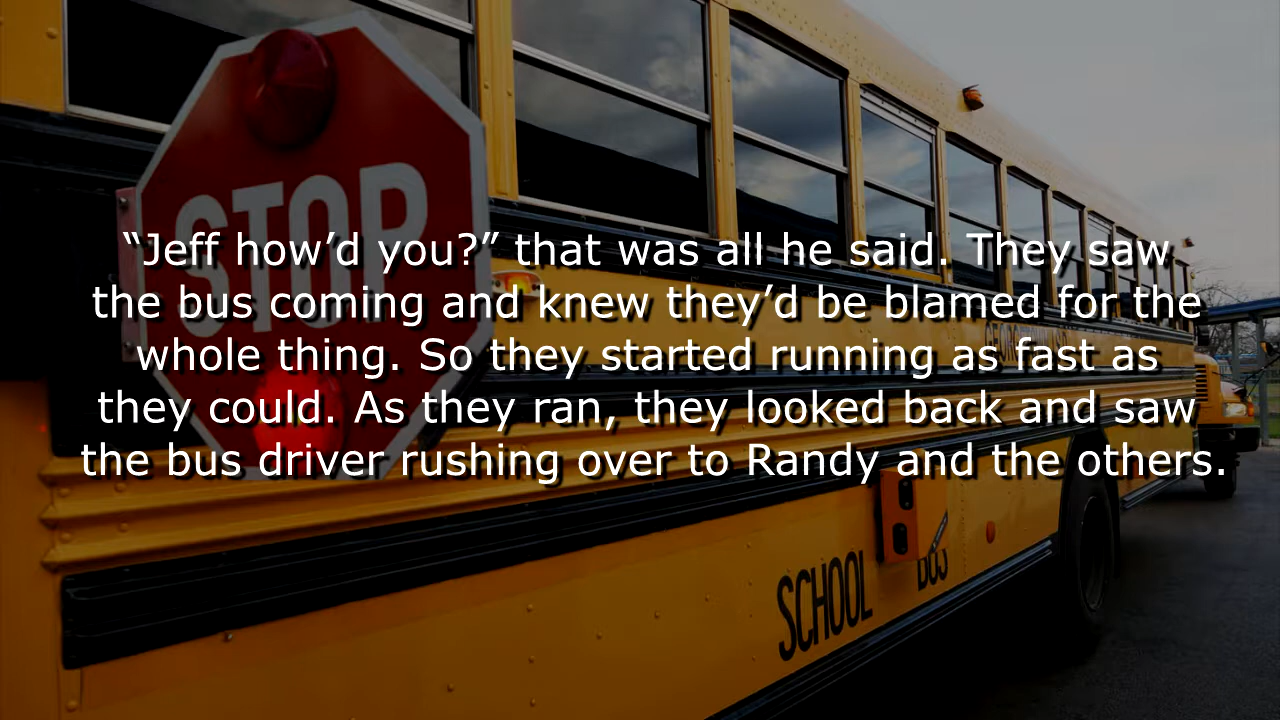 STOP
“Jeff how’d you?” that was all he said. They saw
the bus coming and knew they’d be blamed for the
whole thing. So they started running as fast as
they could. As they ran, they looked back and saw
the bus driver rushing over to Randy and the others.
SCHOOL BUS